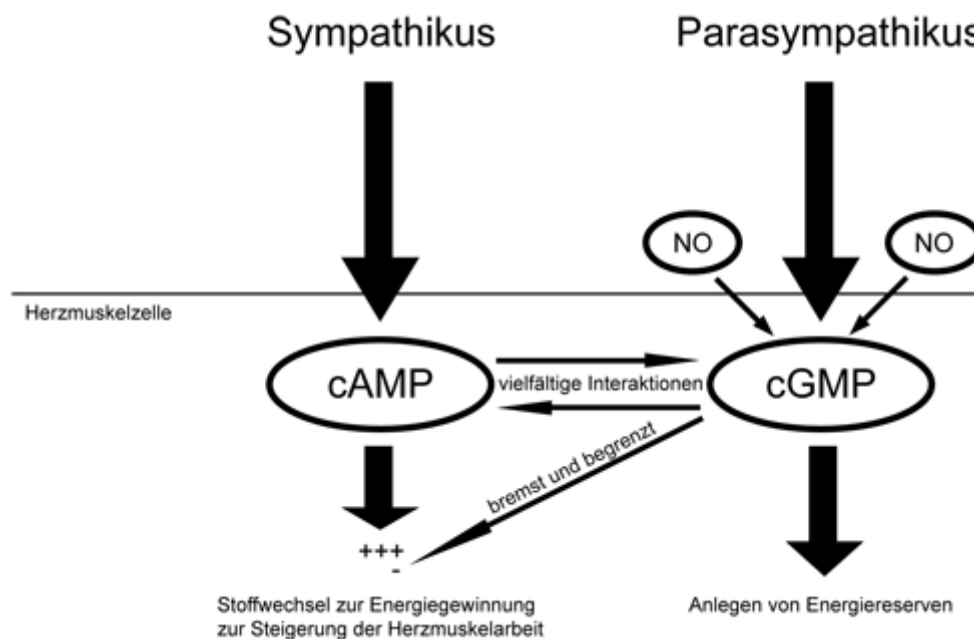 Sympathikus
Parasympathikus
NO
NO
Herzmuskelzelle
cAMP
vielfältige Interaktionen
cGMP
bremst und begrenzt
+++
-
Stoffwechsel zur Energiegewinnung
zur Steigerung der Herzmuskelarbeit
Anlegen von Energiereserven